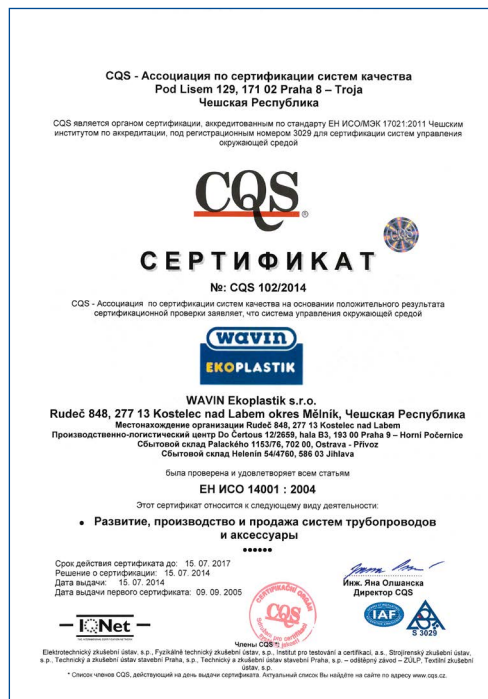 CQS - Ассоциация по сертификации систем качества
Pod Lisem 129, 171 02 Praha 8 – Troja
Чешская Республика
CQS является органом сертификации, аккредитованным по стандарту ЕН ИСО/МЭК 17021:2011 Чешским
институтом по аккредитации, под регистрационным номером 3029 для сертификации систем управления
окружающей средой
CQS®
СЕРТИФИКАТ
№: CQS 102/2014
CQS - Ассоциация по сертификации систем качества на основании положительного результата
сертификационной проверки заявляет, что система управления окружающей средой
wavin
EKOPLASTIK
WAVIN Ekoplastik s.r.o.
Rudeč 848, 277 13 Kostelec nad Labem okres Mělník, Чешская Республика
Местонахождение организации Rudeč 848, 277 13 Kostelec nad Labem
Производственно-логистический центр Do Čertous 12/2659, hala B3, 193 00 Praha 9 – Horní Počernice
Сбытовой склад Palackého 1153/76, 702 00, Ostrava - Přívoz
Сбытовой склад Helenín 54/4760, 586 03 Jihlava
была проверена и удовлетворяет всем статьям
ЕН ИСО 14001 : 2004
Этот сертификат относится к следующему виду деятельности:
• Развитие, производство и продажа систем трубопроводов
и аксессуары
••••••
Срок действия сертификата до: 15. 07. 2017
Решение о сертификации: 15. 07. 2014
Дата выдачи: 15. 07. 2014
Дата выдачи первого сертификата: 09. 09. 2005
Инж. Яна Олшанска
Директор CQS
CERTIFIKAČNÍ ORGÁN
CQS
IQNet
IAF
S 3029
Члены CQS *:
Elektrotechnický zkušební ústav, s.p., Fyzikálně technický zkušební ústav, s.p., Institut pro testování a certifikaci, a.s., Strojírenský zkušební ústav,
s.p., Technický a zkušební ústav stavební Praha, s.p., Technický a zkušební ústav stavební Praha, s.p. – odštěpný závod – ZÚLP, Textilní zkušební
ústav, s.p.
* Список членов CQS, действующий на день выдачи сертификата. Актуальный список Вы найдёте на сайте по адресу www.cqs.cz.